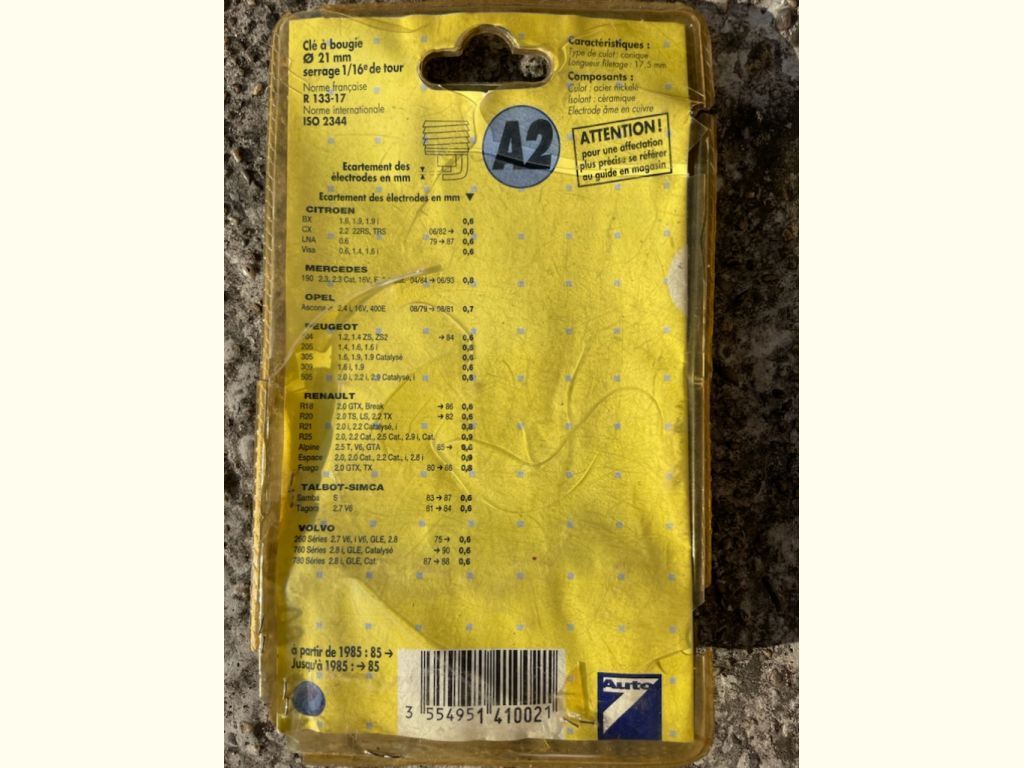 Clé à bougie
Ø 21 mm
serrage 1/16e de tour
Norme française
R 133-17
Norme internationale
ISO 2344
Caractéristiques :
Type de culot : conique
Longueur filetage : 17,5 mm
Composants :
Culot : acier nickelé
Isolant : céramique
Electrode âme en cuivre
A2
ATTENTION !
pour une affectation
plus précise se référer
au guide en magasin
Ecartement des
électrodes en mm
Ecartement des électrodes en mm ▼
CITROEN
BX 1.6, 1.9, 1.9 i 0,6
CX 2.2 22RS, TRS 06/82 → 0,6
LNA 0.6 79 → 87 0,6
Visa 0.6, 1.4, 1.6 i 0,6
MERCEDES
190 2.3, 2.3 Cat, 16V, 04/84 → 06/93 0,8
OPEL
Ascona 2.4 i, 16V, 400E 08/79 → 08/81 0,7
PEUGEOT
1.2, 1.4 ZS, ZS2 → 84 0,6
205 1.4, 1.6, 1.6 i 0,6
305 1.6, 1.9, 1.9 Catalysé 0,6
309 1.6 i, 1.9 0,6
505 2.0 i, 2.2 i, 2.9 Catalysé, i 0,6
RENAULT
R18 2.0 GTX, Break → 86 0,6
R20 2.0 TS, LS, 2.2 TX → 82 0,6
R21 2.0 i, 2.2 Catalysé, i 0,8
R25 2.0, 2.2 Cat., 2.5 Cat., 2.9 i, Cat. 0,9
Alpine 2.5 T, V6, GTA 85 →
Espace 2.0, 2.0 Cat., 2.2 Cat., i, 2.8 i 0,9
Fuego 2.0 GTX, TX 80 → 86 0,8
TALBOT-SIMCA
Samba S 83 → 87 0,6
Tagora 2.7 V6 81 → 84 0,6
VOLVO
260 Séries 2.7 V6, i V6, GLE, 2.8 75 → 0,6
760 Séries 2.8 i, GLE, Catalysé → 90 0,6
780 Séries 2.8 i, GLE, Cat. 87 → 88 0,6
à partir de 1985 : 85 →
Jusqu'à 1985 : → 85
3 554951 410021
Auto
7